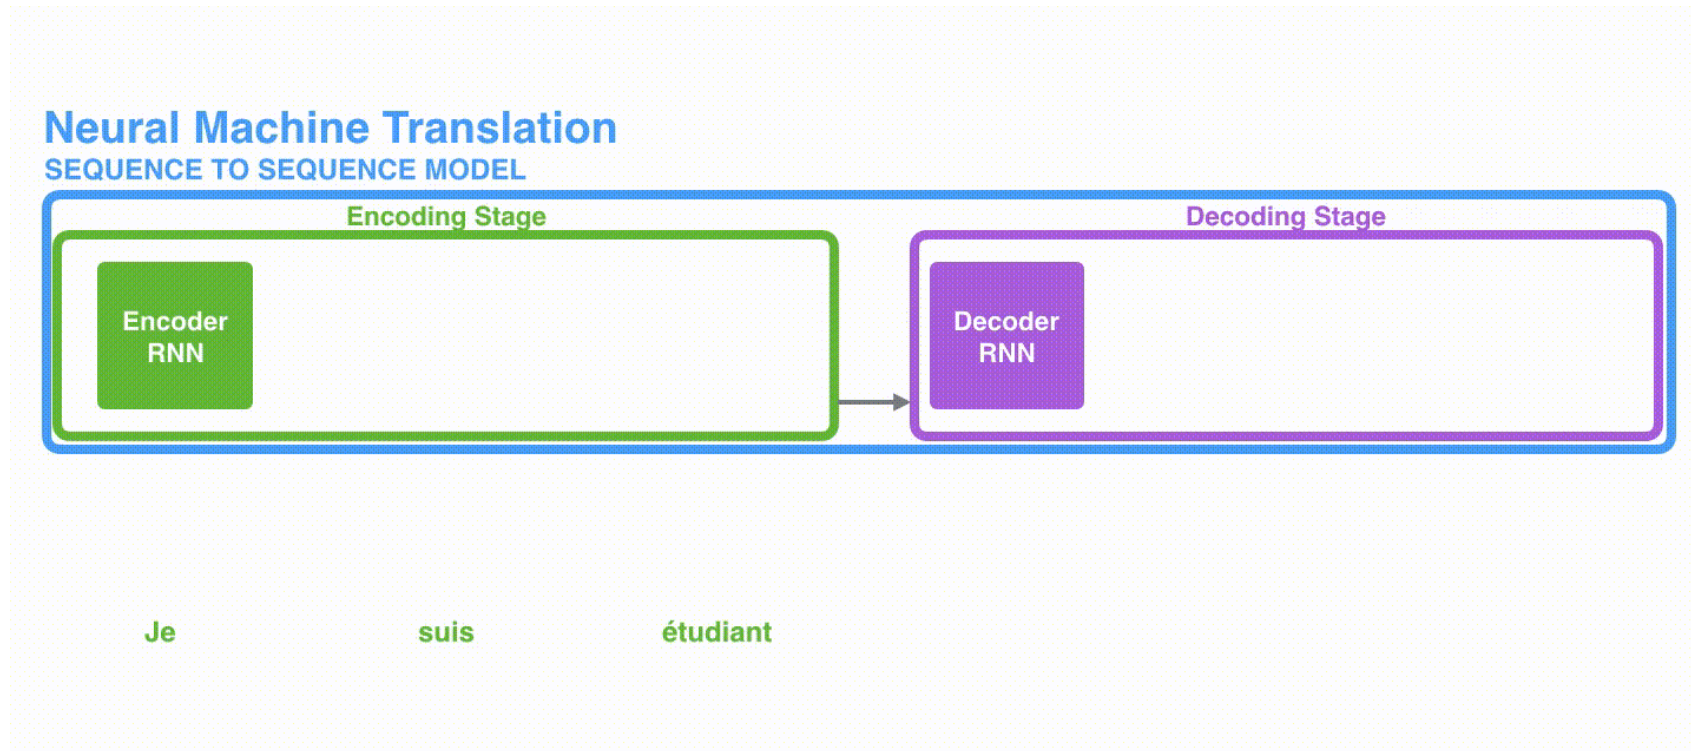 Neural Machine Translation
SEQUENCE TO SEQUENCE MODEL
Encoding Stage
Decoding Stage
Encoder
RNN
Decoder
RNN
Je
suis
étudiant